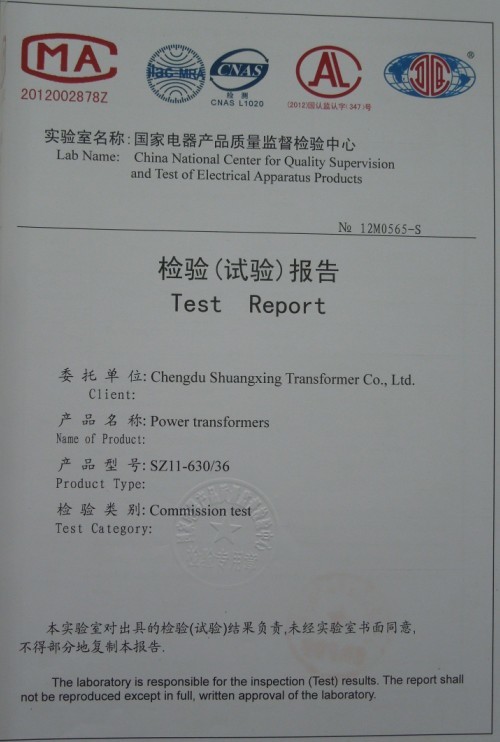 MA
2012002878Z
ilac-MRA
CNAS
检测
CNAS L1020
AL
(2012)国认监认字(347)号
®
实验室名称:国家电器产品质量监督检验中心
Lab Name: China National Center for Quality Supervision
and Test of Electrical Apparatus Products
№ 12M0565-S
检验(试验)报告
Test Report
委托单位:Chengdu Shuangxing Transformer Co., Ltd.
Client:
产品名称:Power transformers
Name of Product:
产品型号:SZ11-630/36
Product Type:
检验类别:Commission test
Test Category:
本实验室对出具的检验(试验)结果负责,未经实验室书面同意,
不得部分地复制本报告.
The laboratory is responsible for the inspection (Test) results. The report shall
not be reproduced except in full, written approval of the laboratory.